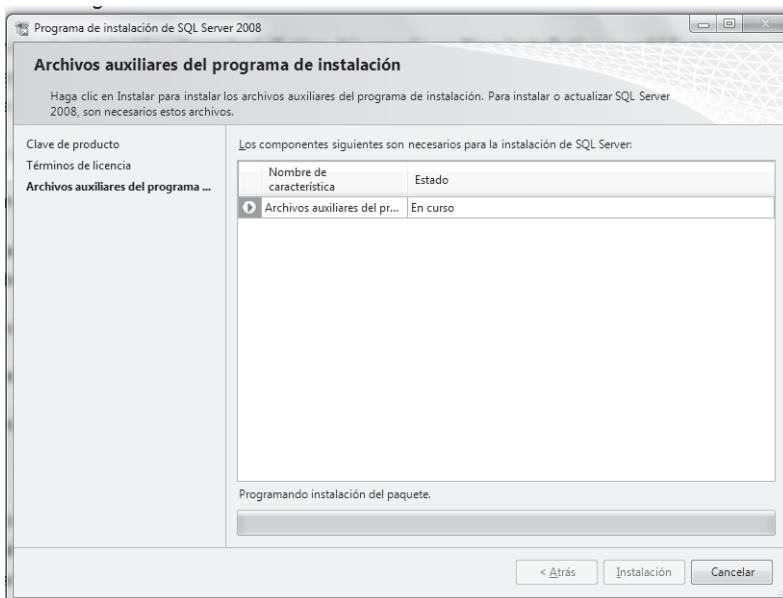 Programa de instalación de SQL Server 2008
Archivos auxiliares del programa de instalación
Haga clic en Instalar para instalar los archivos auxiliares del programa de instalación. Para instalar o actualizar SQL Server
2008, son necesarios estos archivos.
Clave de producto
Términos de licencia
Archivos auxiliares del programa ...
Los componentes siguientes son necesarios para la instalación de SQL Server:
Nombre de
característica
Estado
Archivos auxiliares del pr... En curso
Programando instalación del paquete.
< Atrás
Instalación
Cancelar